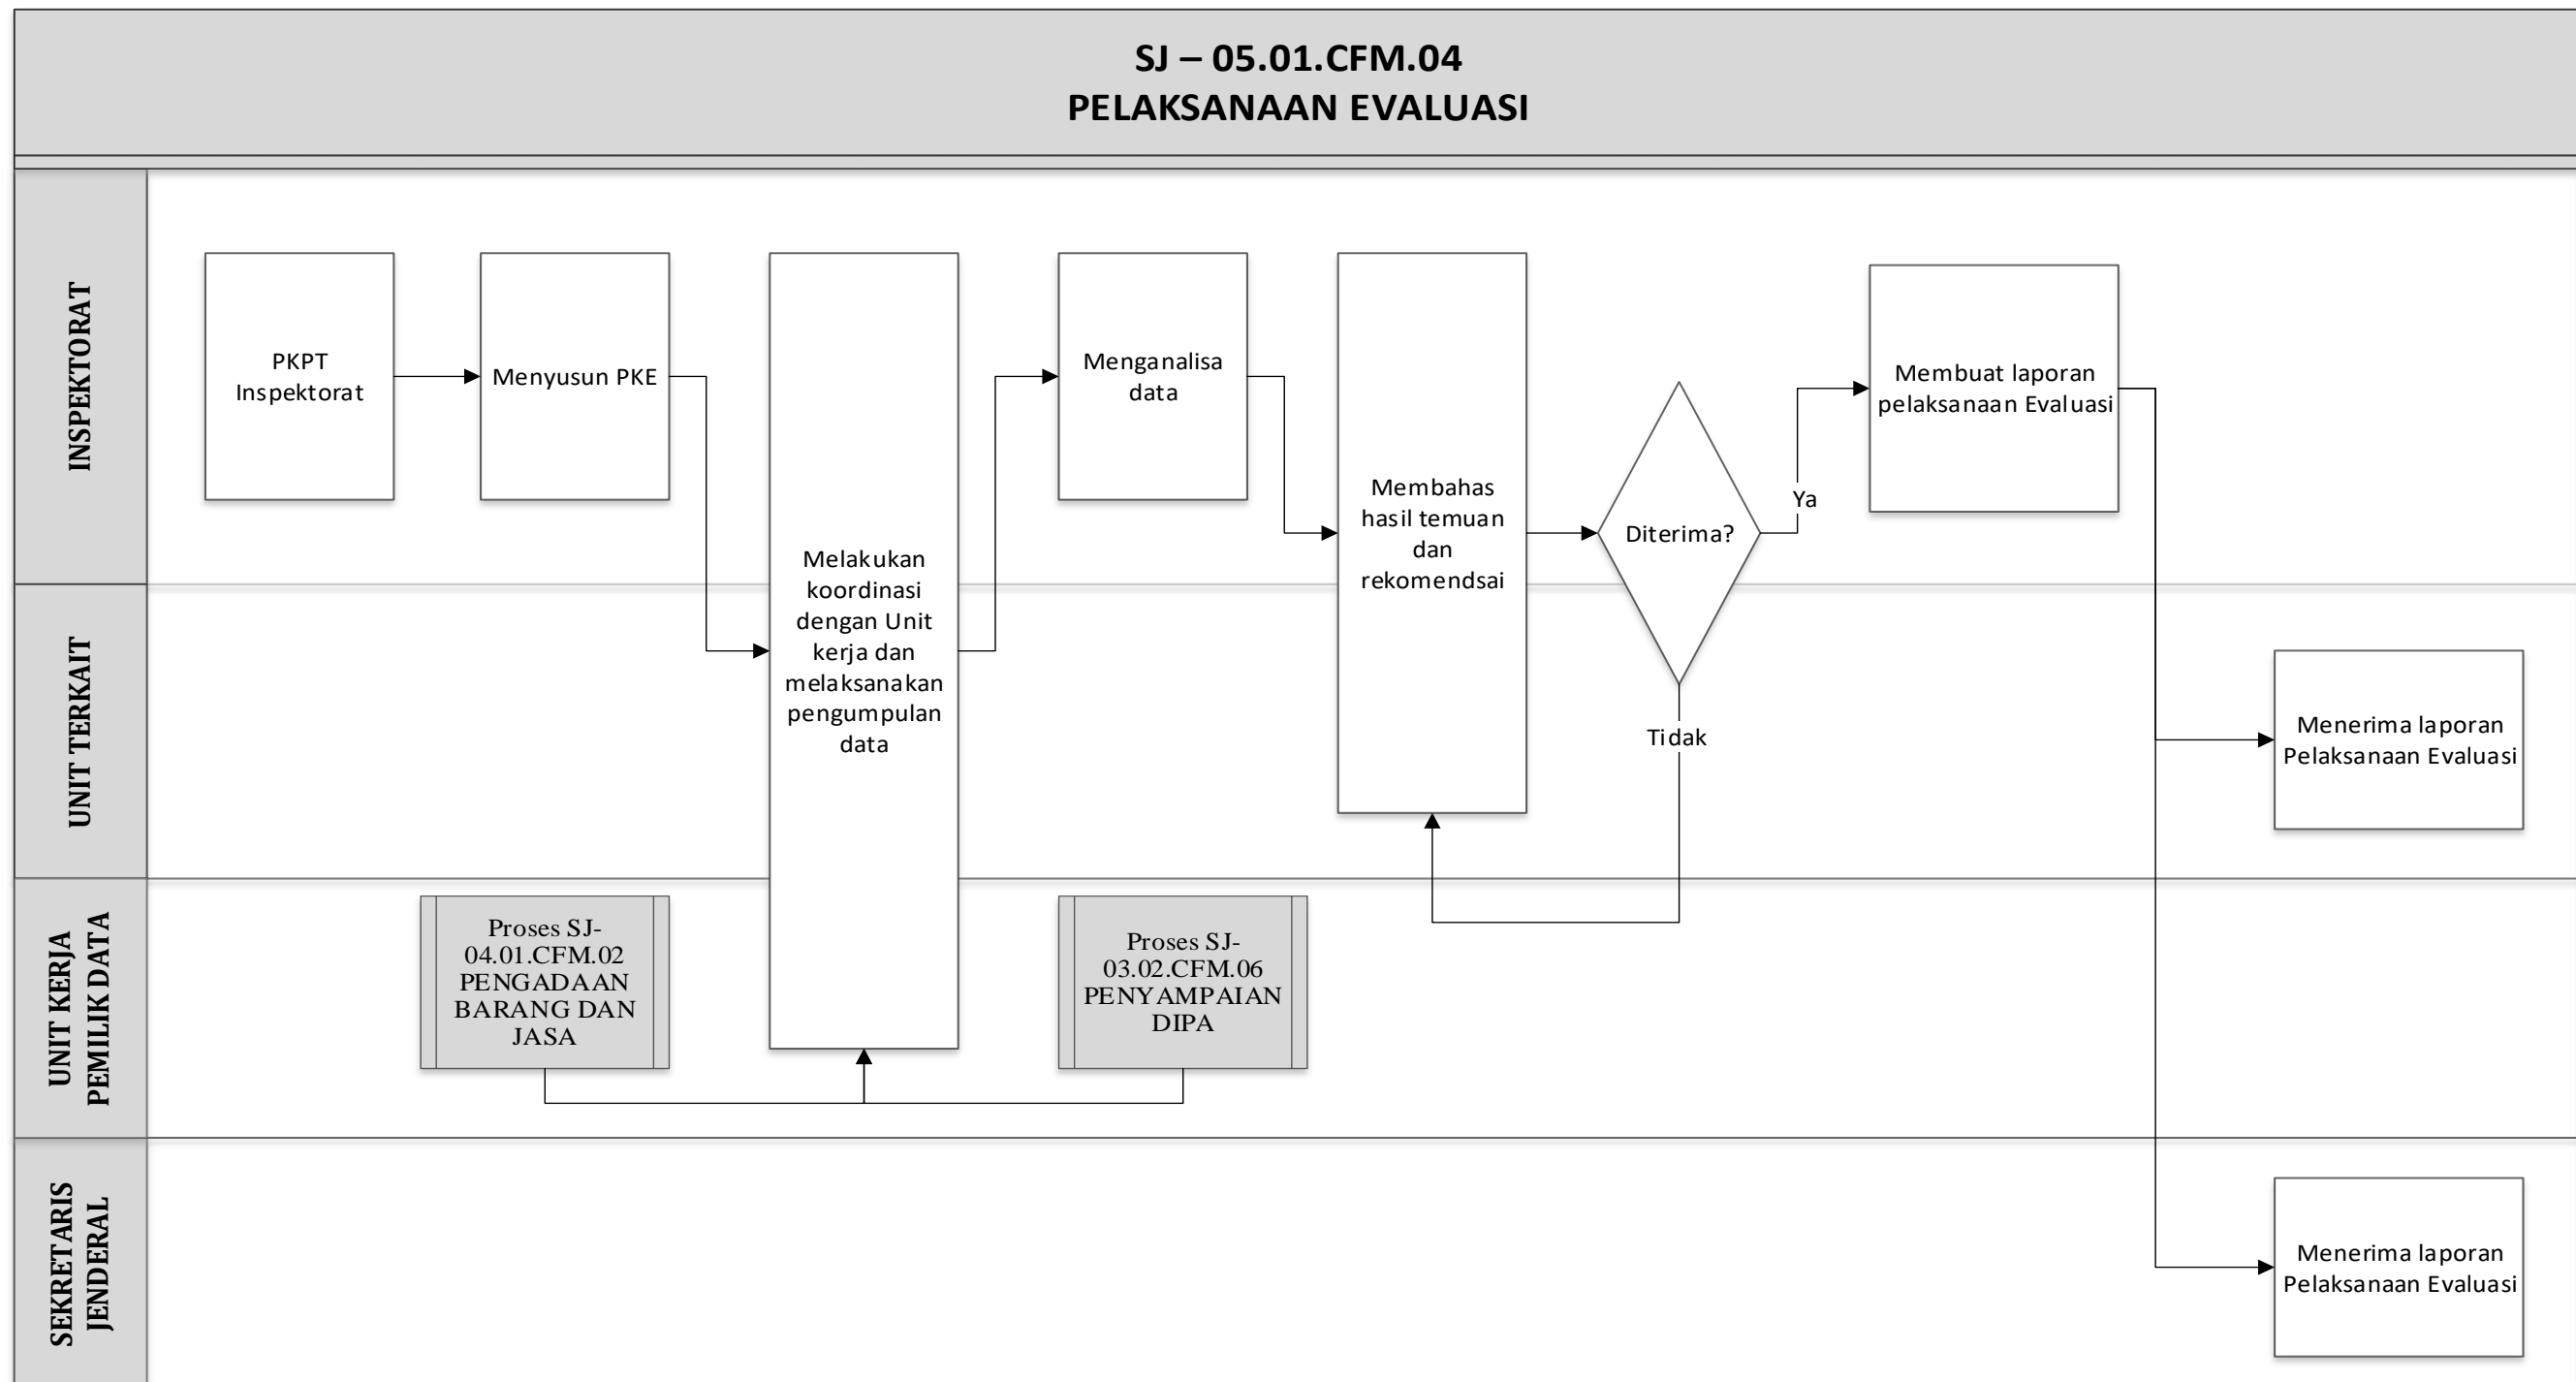 SJ – 05.01.CFM.04
PELAKSANAAN EVALUASI
INSPEKTORAT
PKPT
Inspektorat
Menyusun PKE
Melakukan
koordinasi
dengan Unit
kerja dan
melaksanakan
pengumpulan
data
Menganalisa
data
Membahas
hasil temuan
dan
rekomendsai
Diterima?
Ya
Tidak
Membuat laporan
pelaksanaan Evaluasi
UNIT TERKAIT
Menerima laporan
Pelaksanaan Evaluasi
UNIT KERJA
PEMILIK DATA
Proses SJ-
04.01.CFM.02
PENGADAAN
BARANG DAN
JASA
Proses SJ-
03.02.CFM.06
PENYAMPAIAN
DIPA
SEKRETARIS
JENDERAL
Menerima laporan
Pelaksanaan Evaluasi